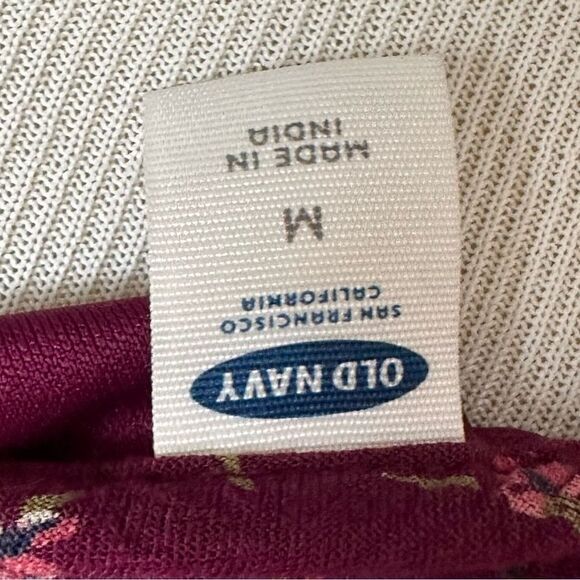 OLD NAVY
SAN FRANCISCO
CALIFORNIA
M
MADE IN
INDIA